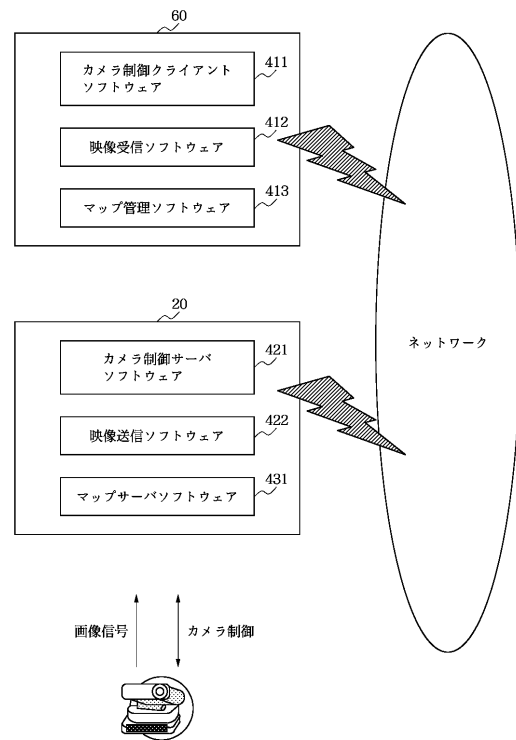 60
カメラ制御クライアント
ソフトウェア
411
映像受信ソフトウェア
412
マップ管理ソフトウェア
413
20
カメラ制御サーバ
ソフトウェア
421
映像送信ソフトウェア
422
マップサーバソフトウェア
431
ネットワーク
画像信号
カメラ制御